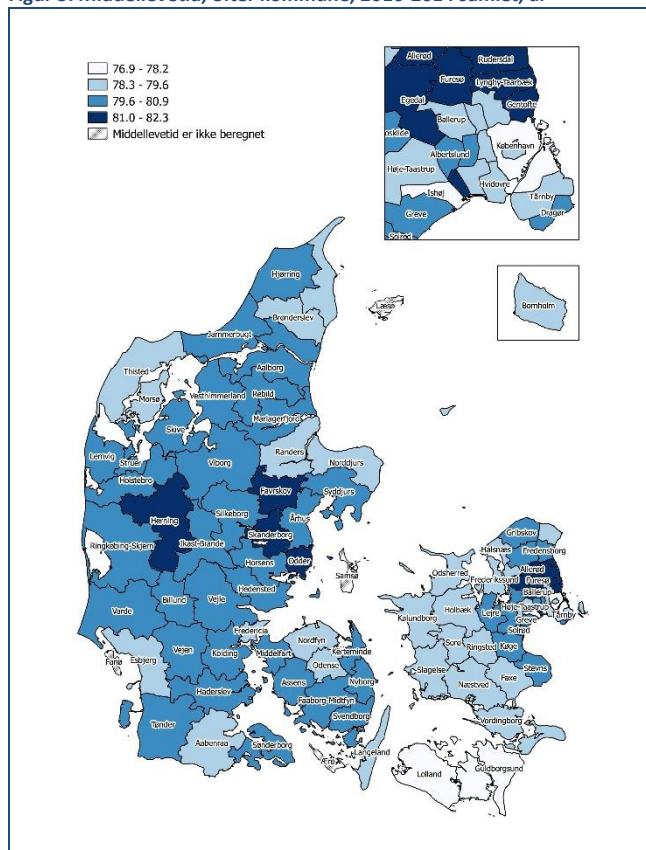 76.9 - 78.2
78.3 - 79.6
79.6 - 80.9
81.0 - 82.3
Middellevetid er ikke beregnet
Allerød
Rudersdal
Furesø
Lyngby-Taarbæk
Egedal
Gentofte
Ballerup
oskilde
København
Albertslund
Høje-Taastrup
Ishøj
Hvidovre
Tårnby
Greve
Dragør
Solrød
Bornholm
Hjørring
Læsø
Brønderslev
Jammerbugt
Thisted
Aalborg
Morsø
Vesthimmerland
Rebild
Mariagerfjord
Skive
Randers
Norddjurs
Lemvig
Struer
Viborg
Holstebro
Favrskov
Syddjurs
Silkeborg
Århus
Herning
Skanderborg
Ringkøbing-Skjern
Ikast-Brande
Odder
Horsens
Samsø
Hedensted
Varde
Billund
Vejle
Fredericia
Nordfyn
Fanø
Esbjerg
Vejen
Kolding
Middelfart
Kerteminde
Odense
Assens
Nyborg
Haderslev
Faaborg-Midtfyn
Svendborg
Tønder
Aabenraa
Sønderborg
Ærø
Langeland
Gribskov
Halsnæs
Fredensborg
Odsherred
Frederikssund
Allerød
Furesø
Ballerup
Kalundborg
Holbæk
Lejre
Høje-Taastrup
Greve
Tårnby
Solrød
Sorø
Ringsted
Køge
Slagelse
Stevns
Næstved
Faxe
Vordingborg
Lolland
Guldborgsund